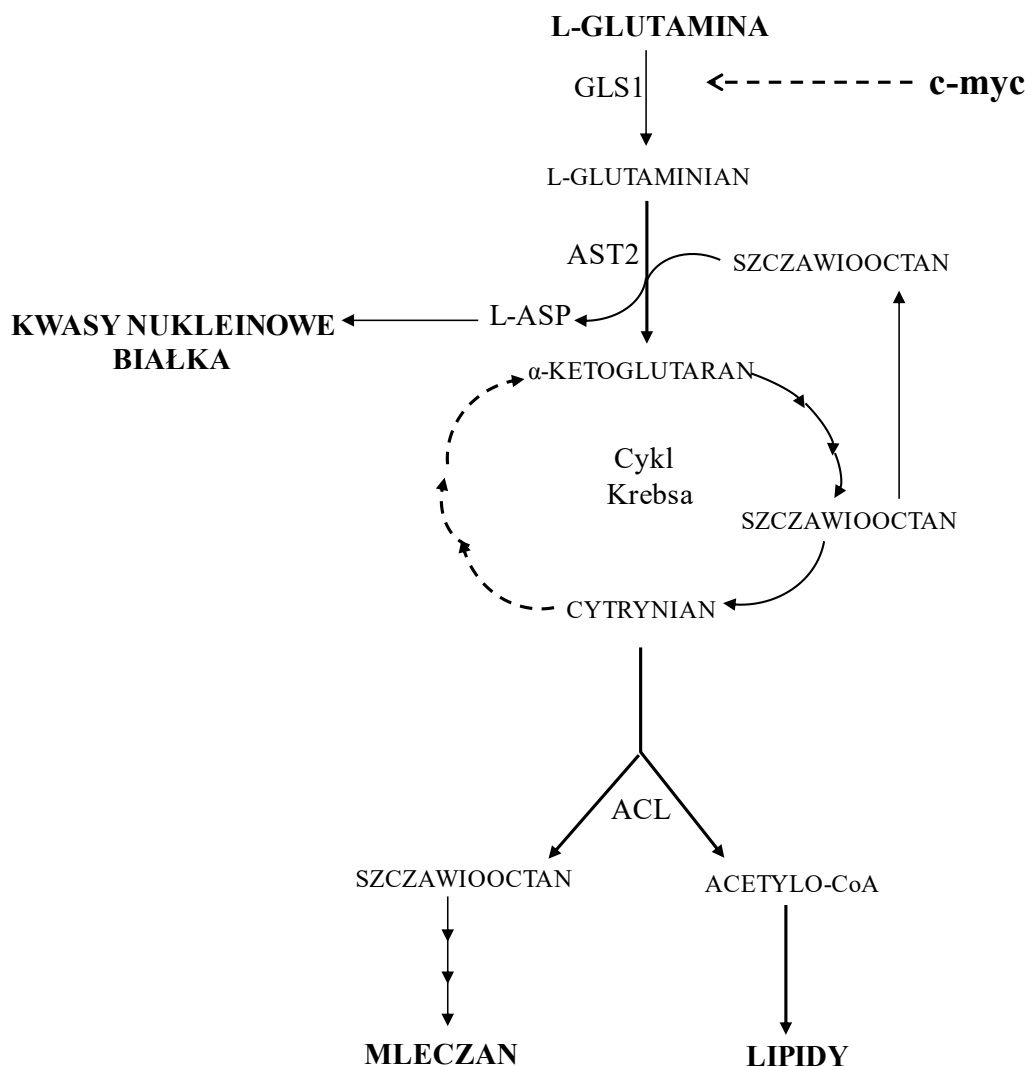 L-GLUTAMINA
GLS1
c-myc
L-GLUTAMINIAN
AST2
SZCZAWIOOCTAN
L-ASP
KWASY NUKLEINOWE
BIAŁKA
α-KETOGLUTARAN
Cykl
Krebsa
SZCZAWIOOCTAN
CYTRYNIAN
ACL
SZCZAWIOOCTAN
ACETYLO-CoA
MLECZAN
LIPIDY